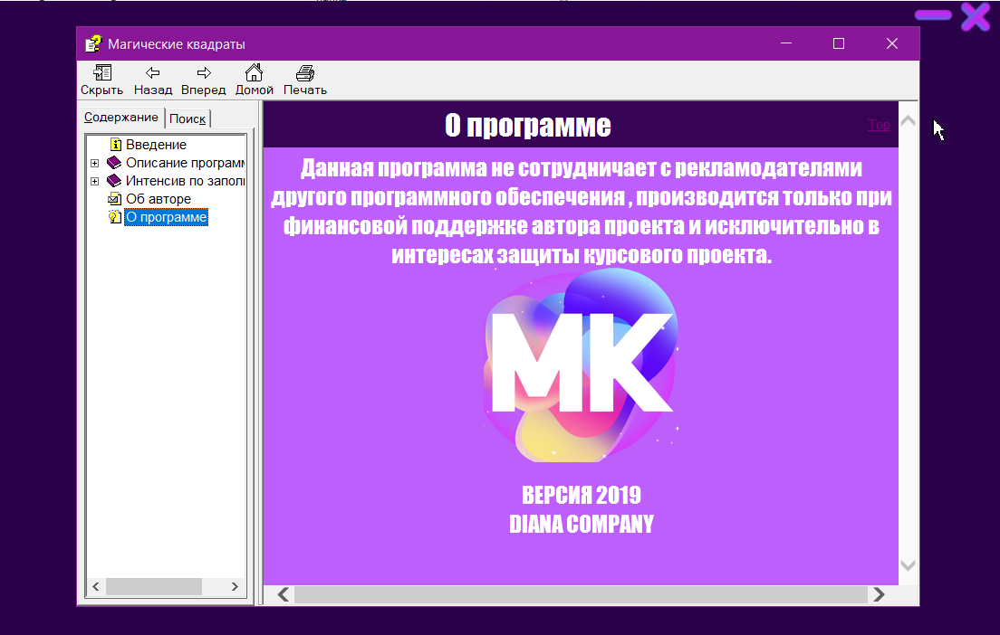 Магические квадраты
Скрыть Назад Вперед Домой Печать
Содержание Поиск
Введение
Описание програм
Интенсив по запол
Об авторе
О программе
О программе
Top
Данная программа не сотрудничает с рекламодателями
другого программного обеспечения , производится только при
финансовой поддержке автора проекта и исключительно в
интересах защиты курсового проекта.
МК
ВЕРСИЯ 2019
DIANA COMPANY